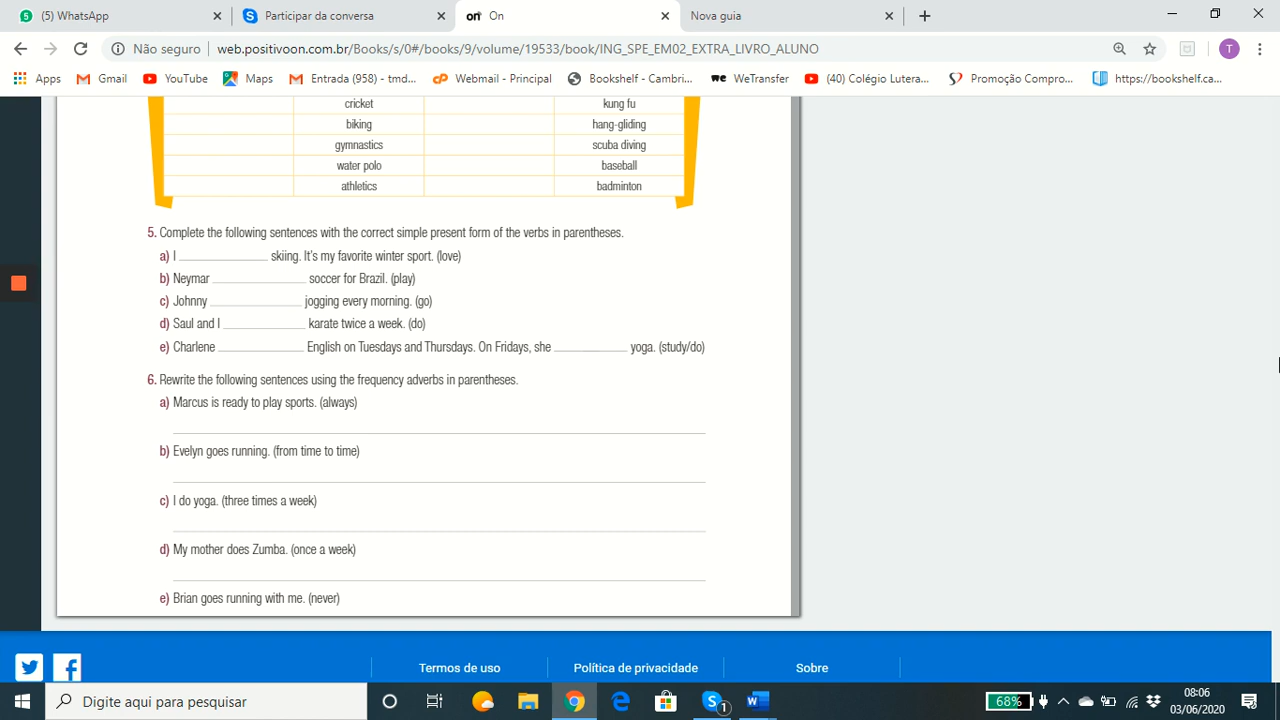 (5) WhatsApp
Participar da conversa
on On
Nova guia
Não seguro
web.positivoon.com.br/Books/s/0#/books/9/volume/19533/book/ING_SPE_EM02_EXTRA_LIVRO_ALUNO
T
Apps
Gmail
YouTube
Maps
Entrada (958) - tmd...
Webmail - Principal
Bookshelf - Cambri...
we WeTransfer
(40) Colégio Lutera...
Promoção Compro...
https://bookshelf.ca...
cricket kung fu
biking hang-gliding
gymnastics scuba diving
water polo baseball
athletics badminton
5. Complete the following sentences with the correct simple present form of the verbs in parentheses.
a) I ______ skiing. It's my favorite winter sport. (love)
b) Neymar ______ soccer for Brazil. (play)
c) Johnny ______ jogging every morning. (go)
d) Saul and I ______ karate twice a week. (do)
e) Charlene ______ English on Tuesdays and Thursdays. On Fridays, she ______ yoga. (study/do)
6. Rewrite the following sentences using the frequency adverbs in parentheses.
a) Marcus is ready to play sports. (always)
b) Evelyn goes running. (from time to time)
c) I do yoga. (three times a week)
d) My mother does Zumba. (once a week)
e) Brian goes running with me. (never)
Termos de uso
Política de privacidade
Sobre
Digite aqui para pesquisar
1
68%
08:06
03/06/2020